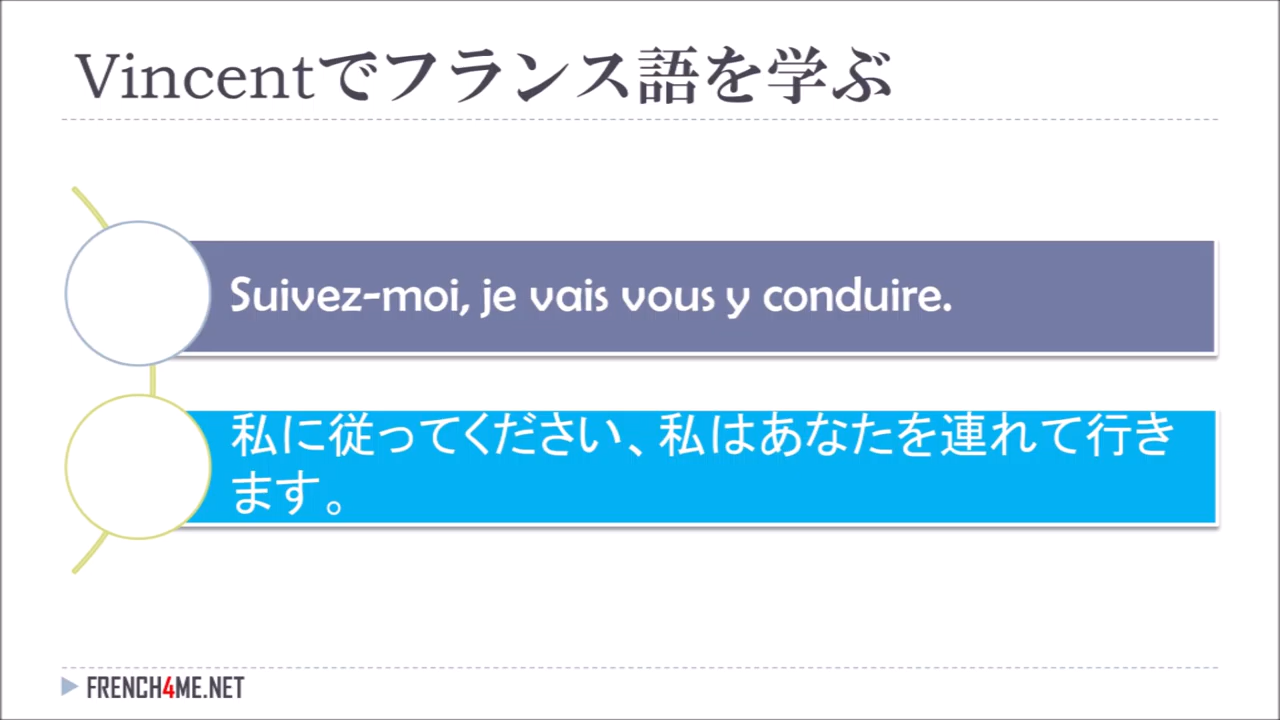 Vincentでフランス語を学ぶ
Suivez-moi, je vais vous y conduire.
私に従ってください、私はあなたを連れて行き
ます。
FRENCH4ME.NET